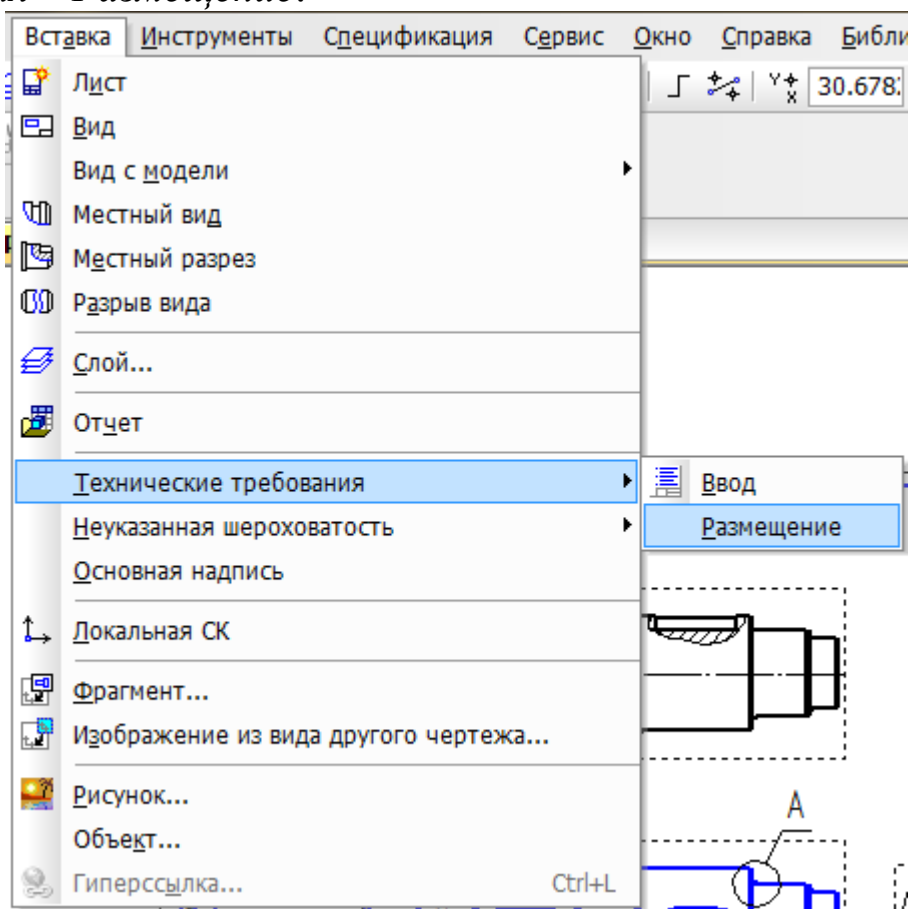 Размещение.
Вставка Инструменты Спецификация Сервис Окно Справка
30.678
Лист
Вид
Вид с модели
Местный вид
Местный разрез
Разрыв вида
Слой...
Отчет
Технические требования
Ввод
Неуказанная шероховатость
Размещение
Основная надпись
Локальная СК
Фрагмент...
Изображение из вида другого чертежа...
Рисунок...
А
Объект...
Гиперссылка... Ctrl+L